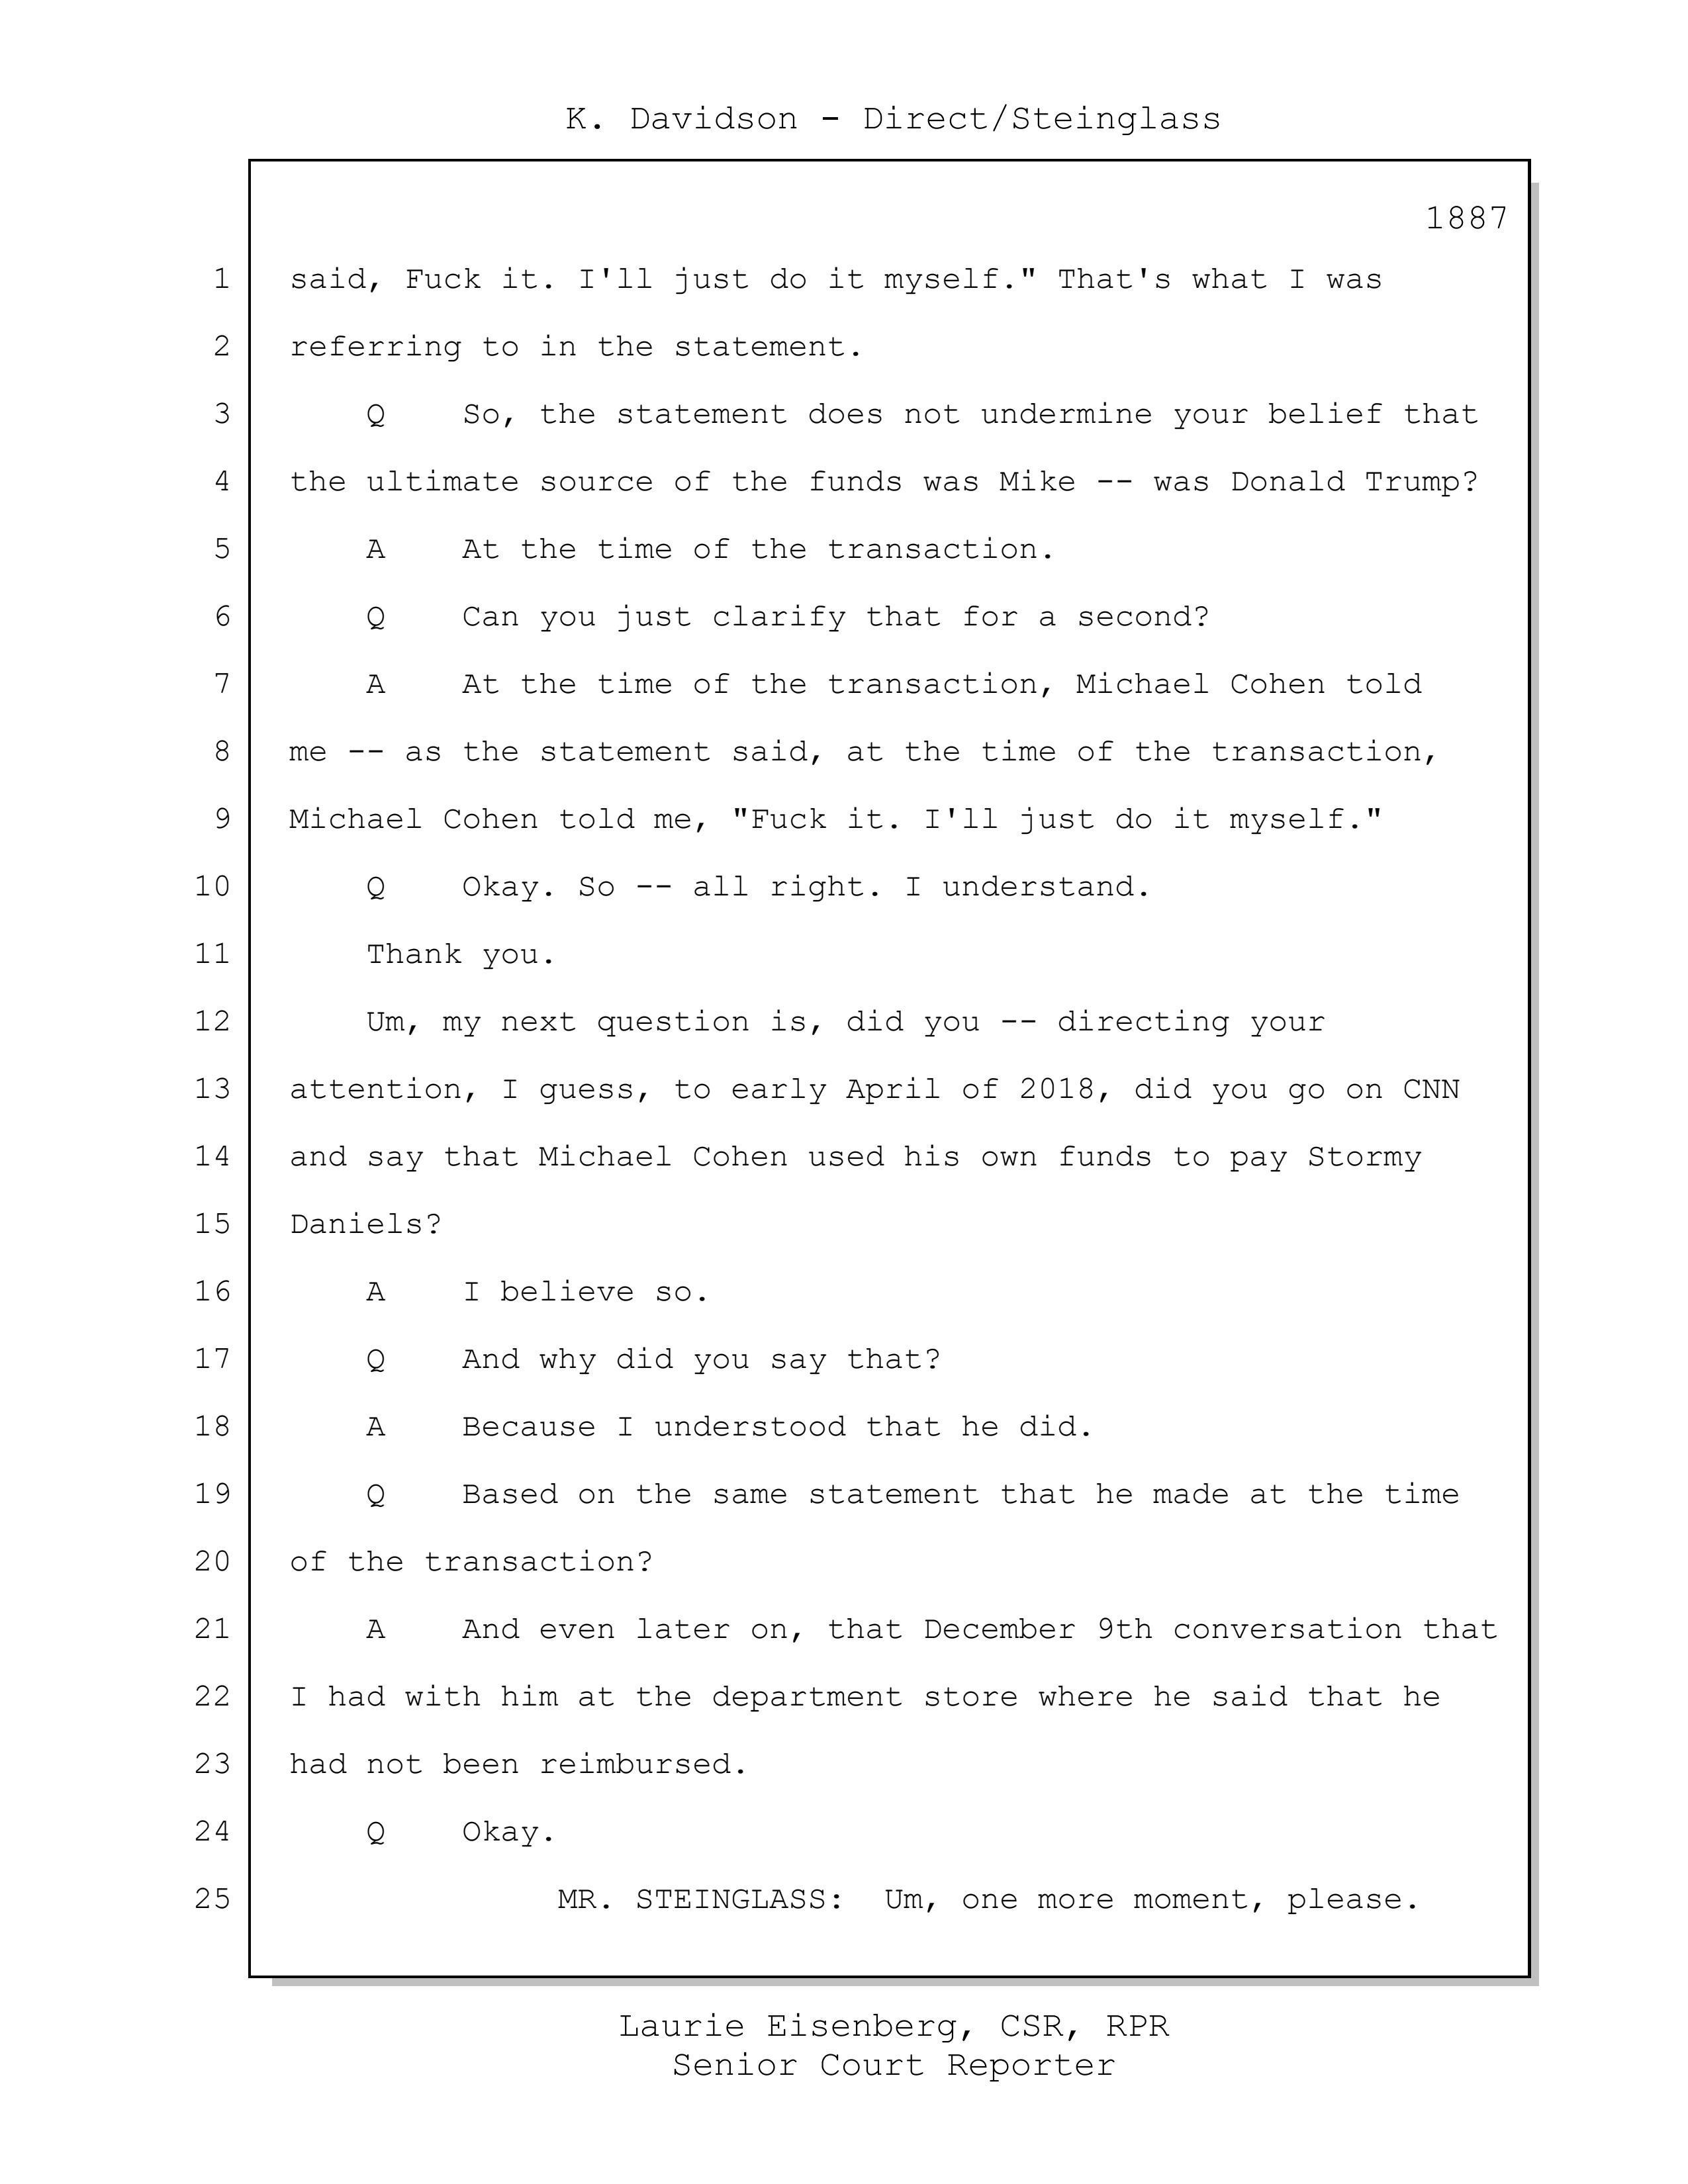 K. Davidson - Direct/Steinglass
1887
1 said, Fuck it. I'll just do it myself." That's what I was
2 referring to in the statement.
3 Q So, the statement does not undermine your belief that
4 the ultimate source of the funds was Mike -- was Donald Trump?
5 A At the time of the transaction.
6 Q Can you just clarify that for a second?
7 A At the time of the transaction, Michael Cohen told
8 me -- as the statement said, at the time of the transaction,
9 Michael Cohen told me, "Fuck it. I'll just do it myself."
10 Q Okay. So -- all right. I understand.
11 Thank you.
12 Um, my next question is, did you -- directing your
13 attention, I guess, to early April of 2018, did you go on CNN
14 and say that Michael Cohen used his own funds to pay Stormy
15 Daniels?
16 A I believe so.
17 Q And why did you say that?
18 A Because I understood that he did.
19 Q Based on the same statement that he made at the time
20 of the transaction?
21 A And even later on, that December 9th conversation that
22 I had with him at the department store where he said that he
23 had not been reimbursed.
24 Q Okay.
25 MR. STEINGLASS: Um, one more moment, please.
Laurie Eisenberg, CSR, RPR
Senior Court Reporter